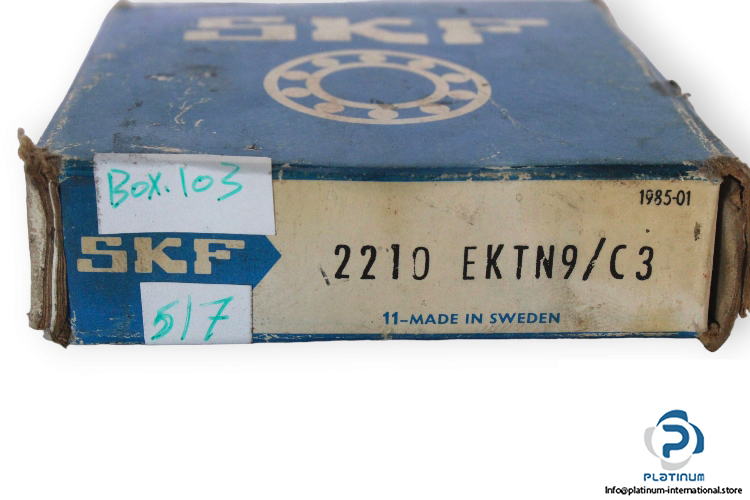 SKF
Box.103
1985-01
SKF
2210 EKTN9/C3
5/7
11-MADE IN SWEDEN
PLATINUM
Info@platinum-international.store